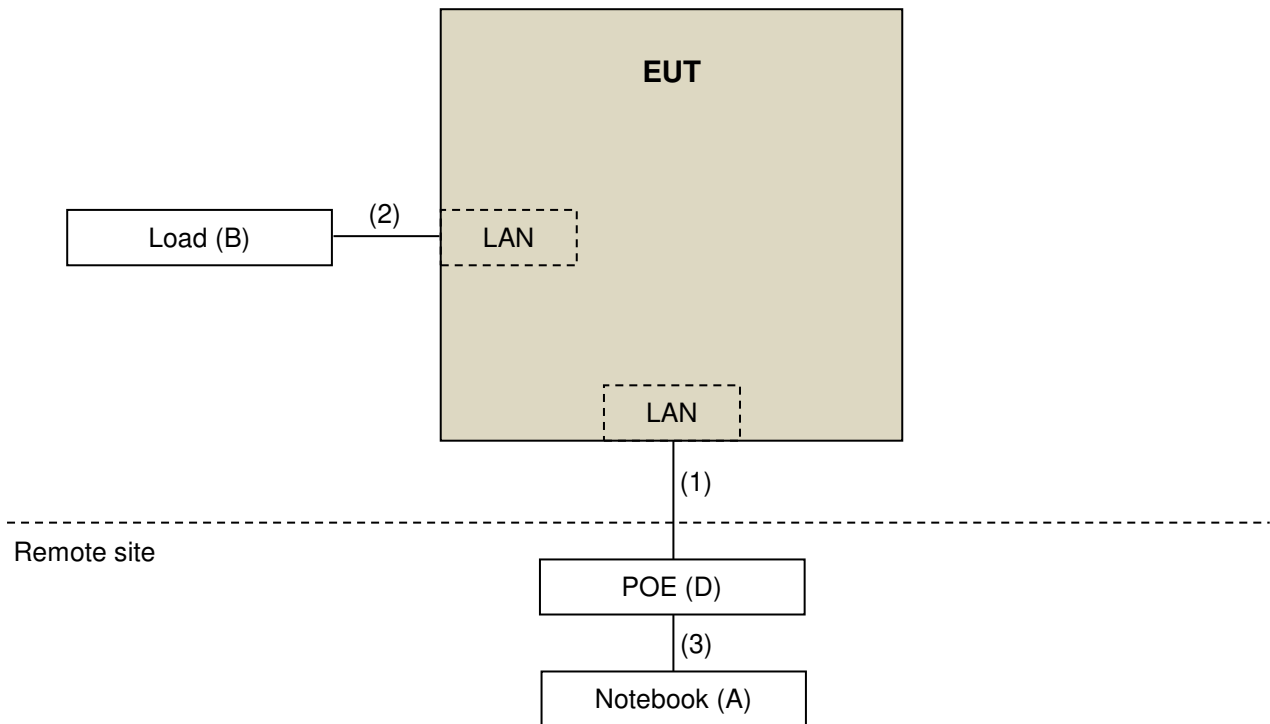 EUT
(2)
Load (B)
LAN
LAN
(1)
Remote site
POE (D)
(3)
Notebook (A)